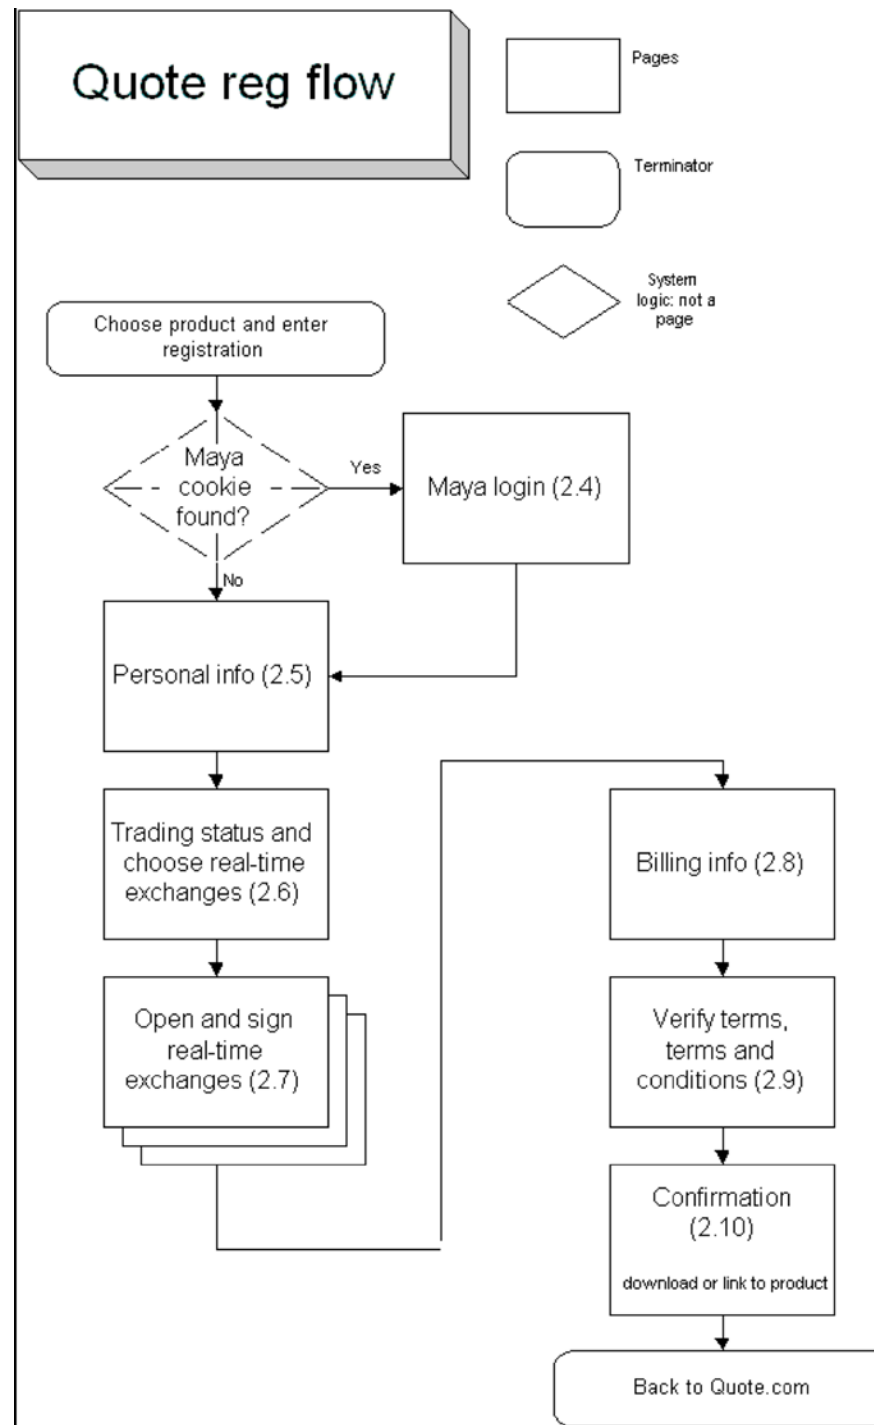 Quote reg flow
Pages
Terminator
System
logic: not a
page
Choose product and enter
registration
Maya
cookie
found?
Yes
Maya login (2.4)
No
Personal info (2.5)
Trading status and
choose real-time
exchanges (2.6)
Open and sign
real-time
exchanges (2.7)
Billing info (2.8)
Verify terms,
terms and
conditions (2.9)
Confirmation
(2.10)
download or link to product
Back to Quote.com